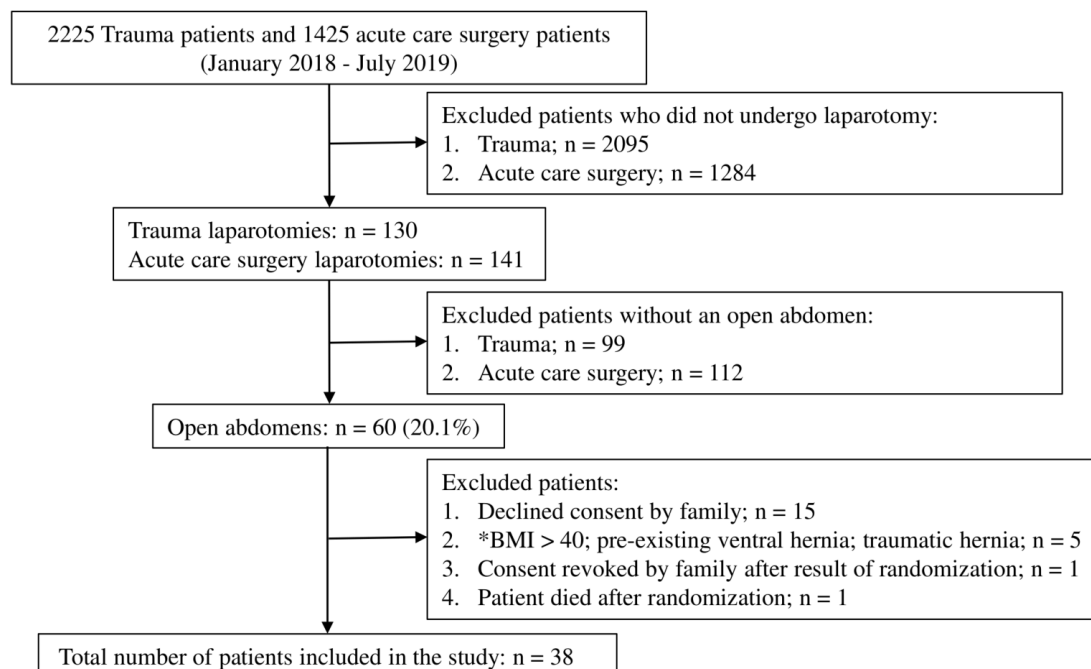 2225 Trauma patients and 1425 acute care surgery patients
(January 2018 - July 2019)
Excluded patients who did not undergo laparotomy:
1. Trauma; n = 2095
2. Acute care surgery; n = 1284
Trauma laparotomies: n = 130
Acute care surgery laparotomies: n = 141
Excluded patients without an open abdomen:
1. Trauma; n = 99
2. Acute care surgery; n = 112
Open abdomens: n = 60 (20.1%)
Excluded patients:
1. Declined consent by family; n = 15
2. *BMI > 40; pre-existing ventral hernia; traumatic hernia; n = 5
3. Consent revoked by family after result of randomization; n = 1
4. Patient died after randomization; n = 1
Total number of patients included in the study: n = 38